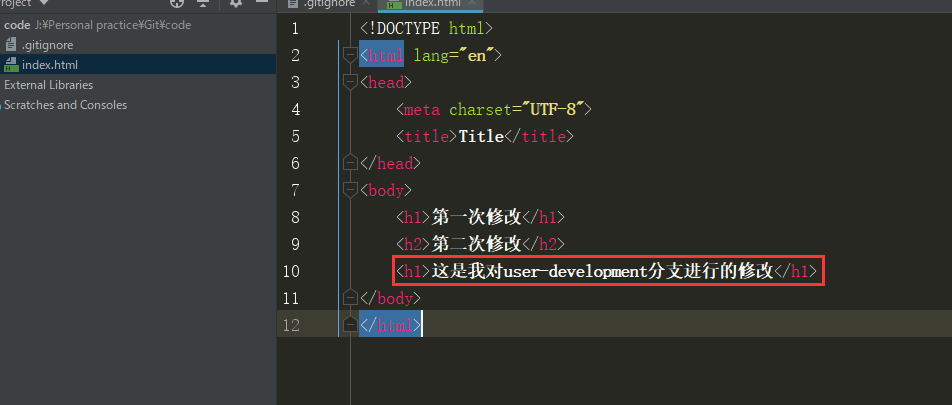 roject
.gitignore
index.html
code J:¥Personal practice¥Git¥code
.gitignore
index.html
External Libraries
Scratches and Consoles
1 <!DOCTYPE html>
2 <html lang="en">
3 <head>
4 <meta charset="UTF-8">
5 <title>Title</title>
6 </head>
7 <body>
8 <h1>第一次修改</h1>
9 <h2>第二次修改</h2>
10 <h1>这是我对user-development分支进行的修改</h1>
11 </body>
12 </html>